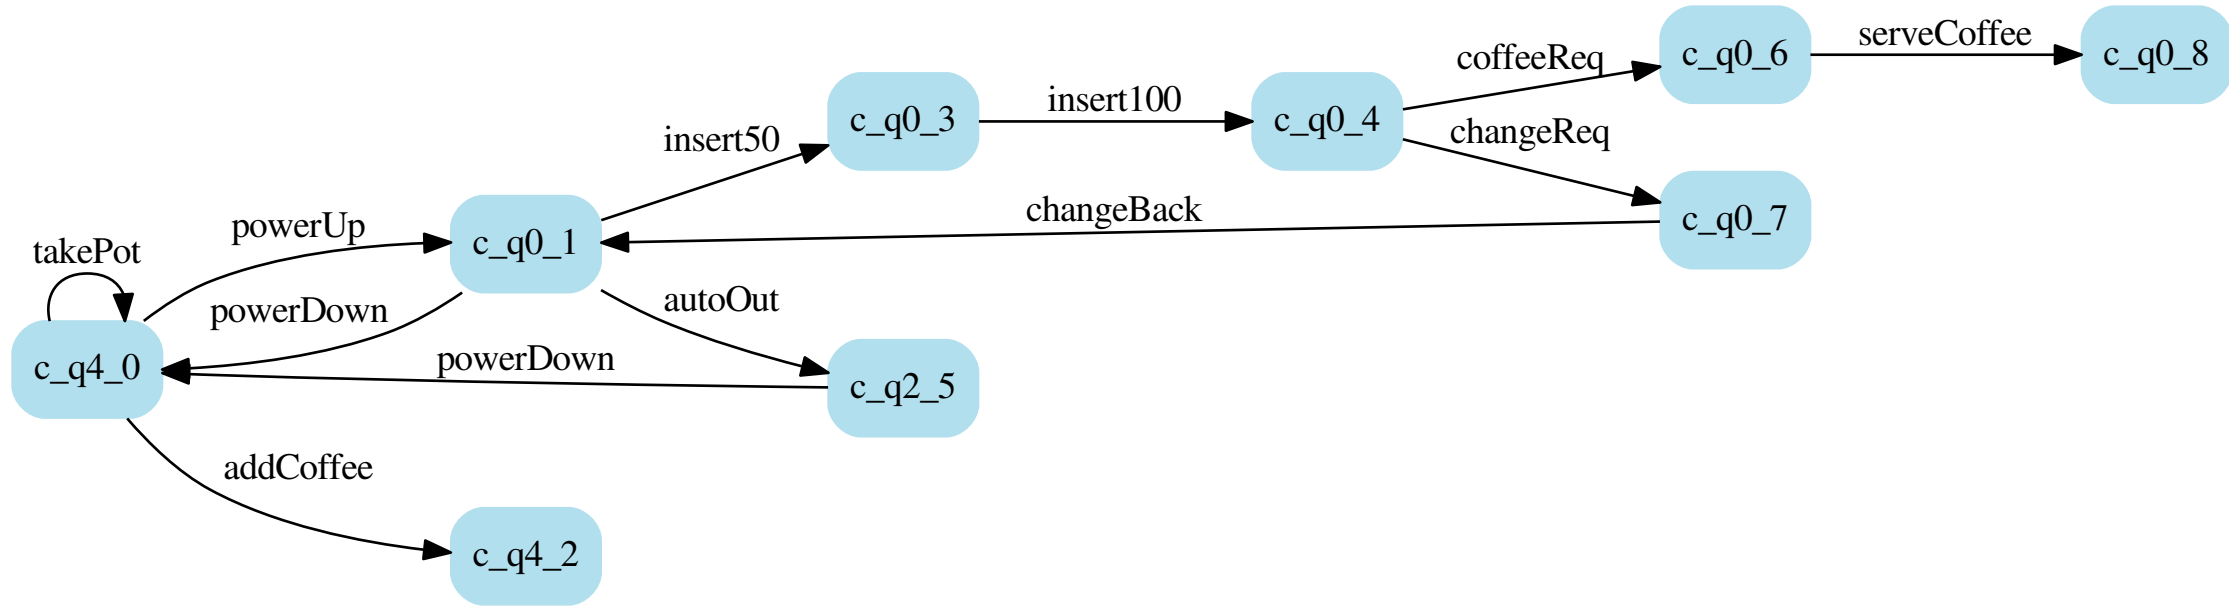 coffeeReq
c_q0_6
serveCoffee
c_q0_8
insert50
c_q0_3
insert100
c_q0_4
changeReq
c_q0_7
changeBack
takePot
powerUp
c_q0_1
powerDown
autoOut
c_q4_0
powerDown
c_q2_5
addCoffee
c_q4_2